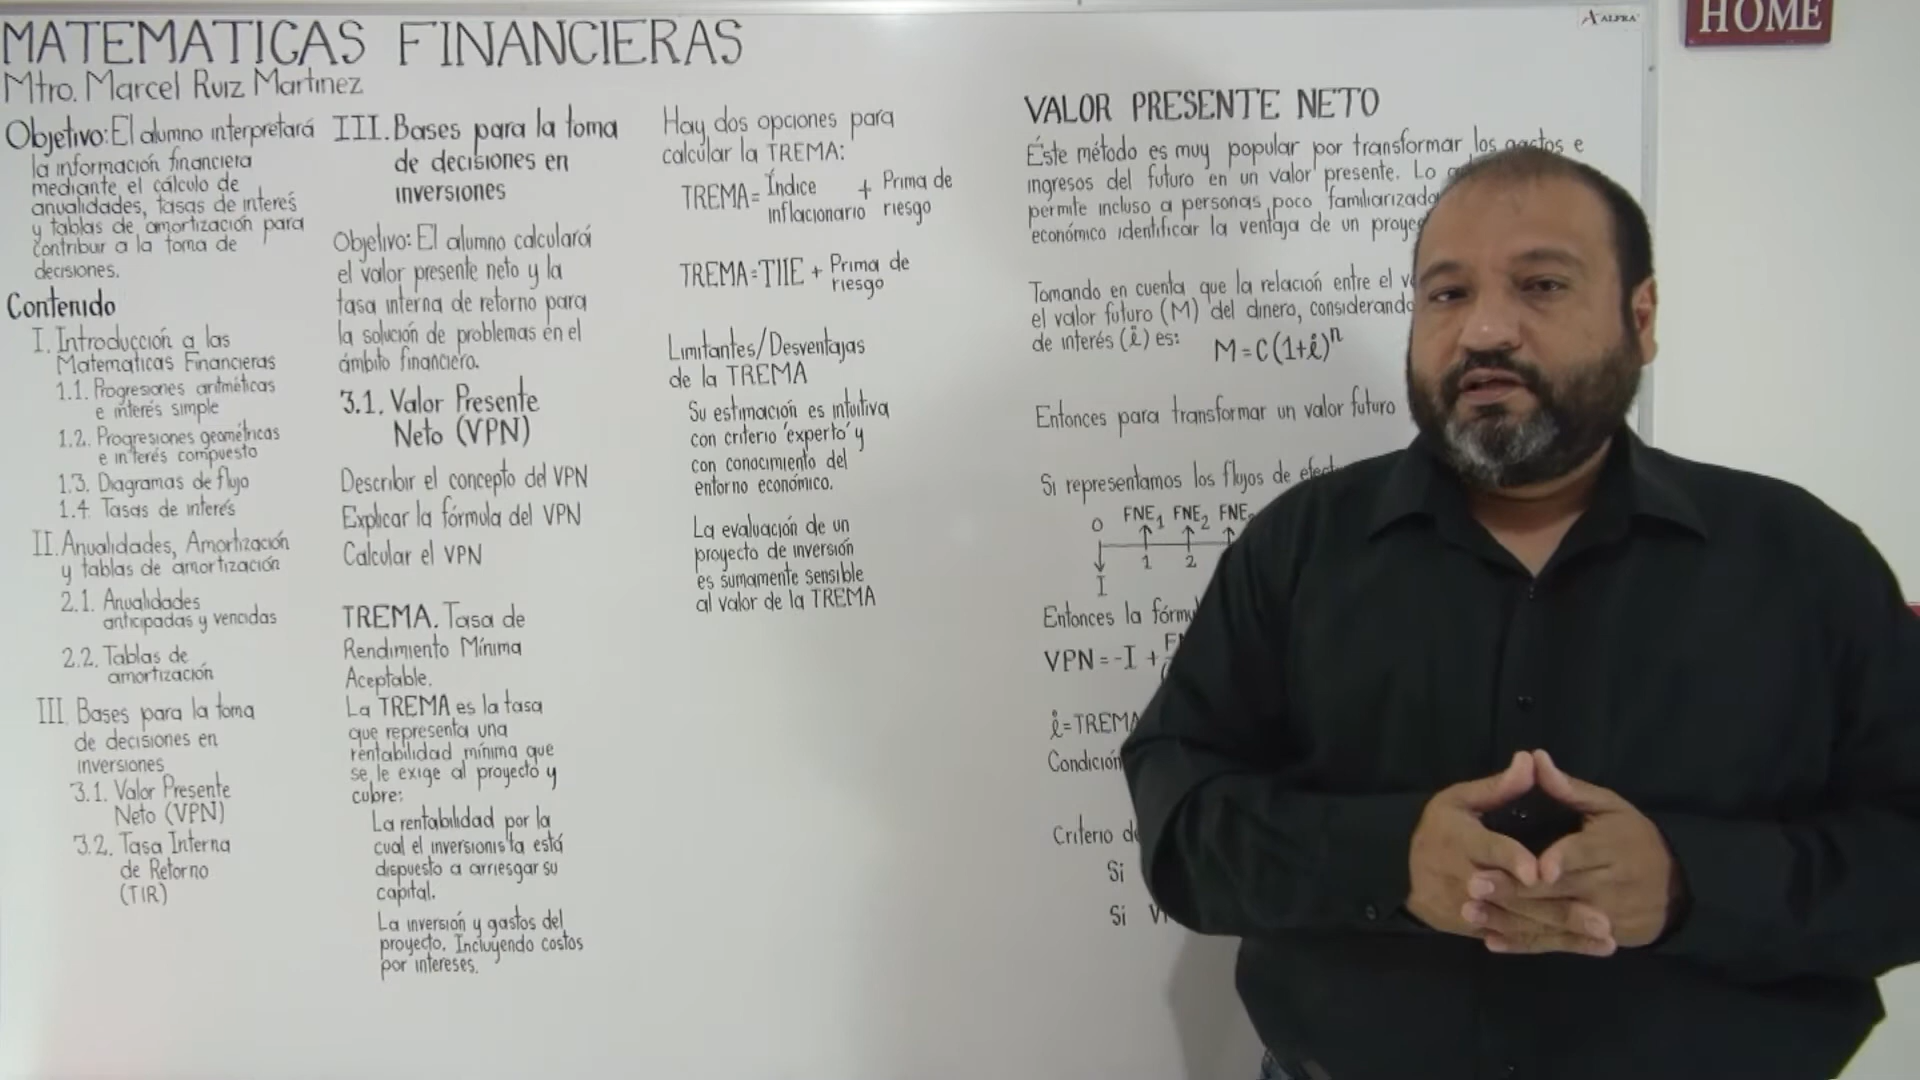 MATEMATICAS FINANCIERAS
Mtro. Marcel Ruiz Martinez
Objetivo: El alumno interpretará
la información financiera
mediante el cálculo de
anualidades, tasas de interés
y tablas de amortización para
contribuir a la toma de
decisiones.
Contenido
I. Introducción a las
Matematicas Financieras
1.1. Progresiones aritméticas
e interés simple
1.2. Progresiones geométricas
e interés compuesto
1.3. Diagramas de flujo
1.4. Tasas de interés
II. Anualidades, Amortización
y tablas de amortización
2.1. Anualidades
anticipadas y vencidas
2.2. Tablas de
amortización
III. Bases para la toma
de decisiones en
inversiones
3.1. Valor Presente
Neto (VPN)
3.2. Tasa Interna
de Retorno
(TIR)
III. Bases para la toma
de decisiones en
inversiones
Objetivo: El alumno calculará
el valor presente neto y la
tasa interna de retorno para
la solución de problemas en el
ámbito financiero.
3.1. Valor Presente
Neto (VPN)
Describir el concepto del VPN
Explicar la fórmula del VPN
Calcular el VPN
TREMA. Tasa de
Rendimiento Mínima
Aceptable.
La TREMA es la tasa
que representa una
rentabilidad mínima que
se le exige al proyecto y
cubre:
La rentabilidad por la
cual el inversionista está
dispuesto a arriesgar su
capital.
La inversión y gastos del
proyecto. Incluyendo costos
por intereses.
Hay dos opciones para
calcular la TREMA:
TREMA = Índice inflacionario + Prima de riesgo
TREMA = TIIE + Prima de riesgo
Limitantes/Desventajas
de la TREMA
Su estimación es intuitiva
con criterio 'experto' y
con conocimiento del
entorno económico.
La evaluación de un
proyecto de inversión
es sumamente sensible
al valor de la TREMA
VALOR PRESENTE NETO
Éste método es muy popular por transformar los gastos e
ingresos del futuro en un valor presente. Lo
permite incluso a personas poco
económico identificar la ventaja de un
Tomando en cuenta que la relación entre el
el valor futuro (M) del dinero,
de interés (i) es: M = C(1+i)^n
Entonces para transformar un valor futuro
Si representamos los flujos de
0 FNE1 FNE2
1 2
I
Entonces la
VPN = -I +
i = TREMA
Condición
Criterio
Si
Si
ALFRA
HOME